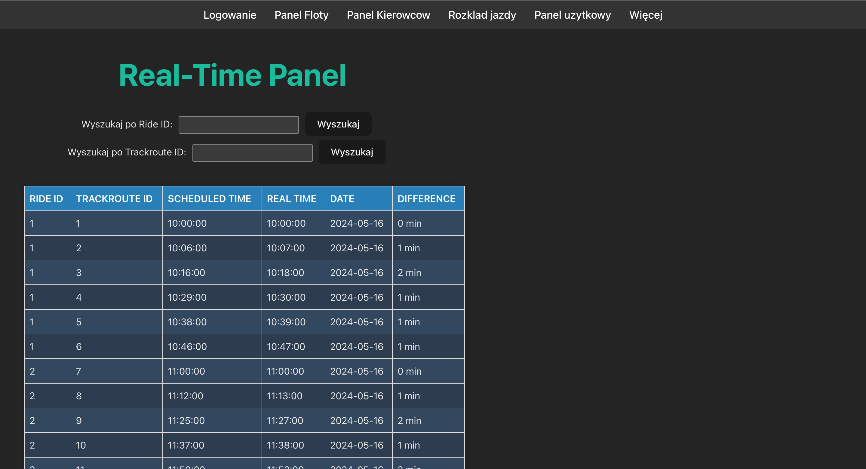 Logowanie Panel Floty Panel Kierowcow Rozklad jazdy Panel uzytkowy Więcej
Real-Time Panel
Wyszukaj po Ride ID: Wyszukaj
Wyszukaj po Trackroute ID: Wyszukaj
RIDE ID TRACKROUTE ID SCHEDULED TIME REAL TIME DATE DIFFERENCE
1 1 10:00:00 10:00:00 2024-05-16 0 min
1 2 10:06:00 10:07:00 2024-05-16 1 min
1 3 10:16:00 10:18:00 2024-05-16 2 min
1 4 10:29:00 10:30:00 2024-05-16 1 min
1 5 10:38:00 10:39:00 2024-05-16 1 min
1 6 10:46:00 10:47:00 2024-05-16 1 min
2 7 11:00:00 11:00:00 2024-05-16 0 min
2 8 11:12:00 11:13:00 2024-05-16 1 min
2 9 11:25:00 11:27:00 2024-05-16 2 min
2 10 11:37:00 11:38:00 2024-05-16 1 min